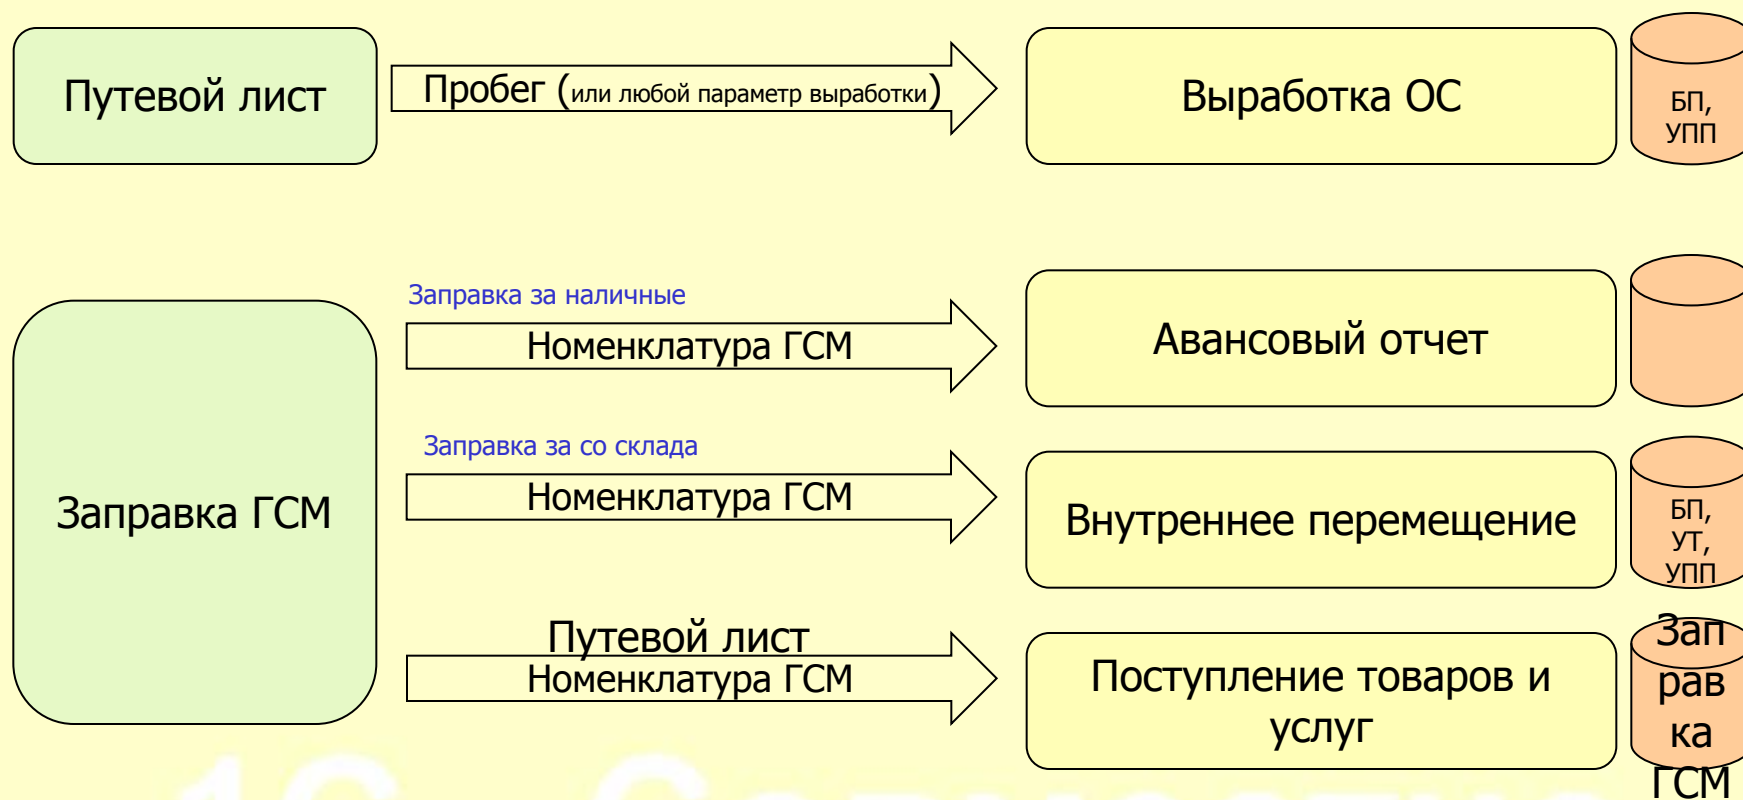 Путевой лист
Пробег (или любой параметр выработки)
Выработка ОС
БП,
УПП
Заправка ГСМ
Заправка за наличные
Номенклатура ГСМ
Авансовый отчет
Заправка за со склада
Номенклатура ГСМ
Внутреннее перемещение
БП,
УТ,
УПП
Путевой лист
Номенклатура ГСМ
Поступление товаров и
услуг
Зап
рав
ка
ГСМ